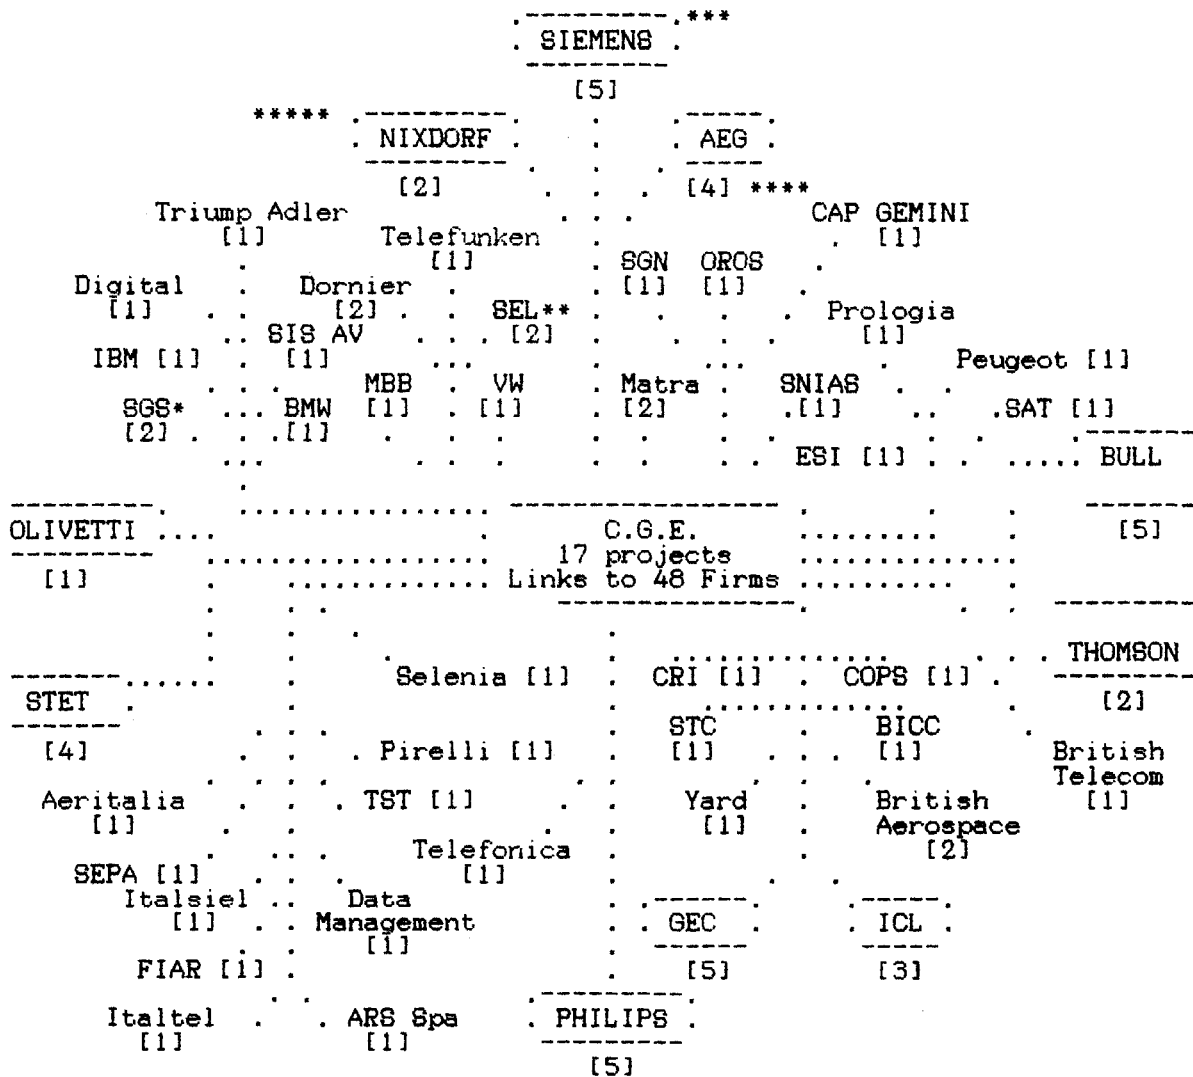 ***
SIEMENS
[5]
***** NIXDORF AEG
[2] [4] ****
Triump Adler CAP GEMINI
[1] Telefunken [1]
[1] SGN OROS
Digital Dornier [1] [1]
[1] [2] SEL** Prologia
SIS AV [2] [1]
IBM [1] [1] Peugeot [1]
MBB VW Matra SNIAS
SGS* BMW [1] [1] [2] [1] SAT [1]
[2] [1]
ESI [1] BULL
OLIVETTI C.G.E. [5]
17 projects
[1] Links to 48 Firms
THOMSON
Selenia [1] CRI [1] COPS [1]
STET [2]
STC BICC
[4] Pirelli [1] [1] [1] British
Telecom
Aeritalia TST [1] Yard British [1]
[1] [1] Aerospace
Telefonica [2]
SEPA [1] [1]
Italsiel Data
[1] Management GEC ICL
[1]
FIAR [1] [5] [3]
Italtel ARS Spa PHILIPS
[1] [1]
[5]